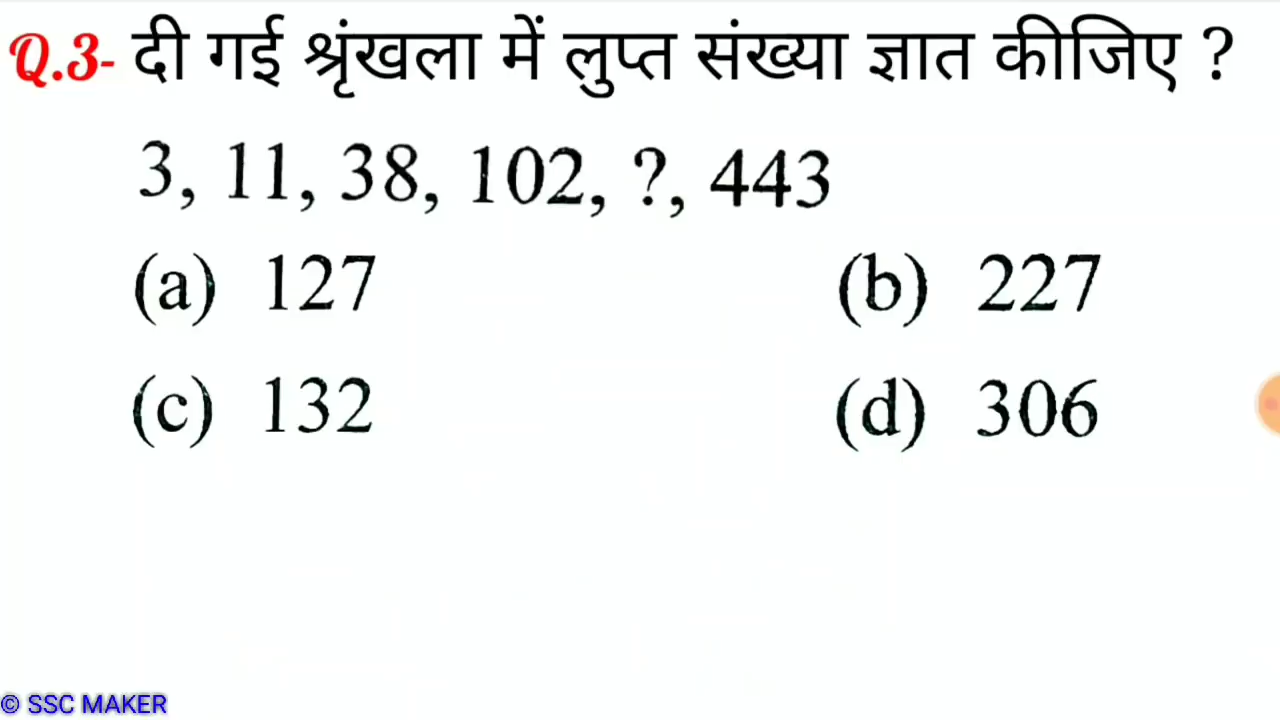 Q.3- दी गई श्रृंखला में लुप्त संख्या ज्ञात कीजिए ?
3, 11, 38, 102, ?, 443
(a) 127 (b) 227
(c) 132 (d) 306
© SSC MAKER